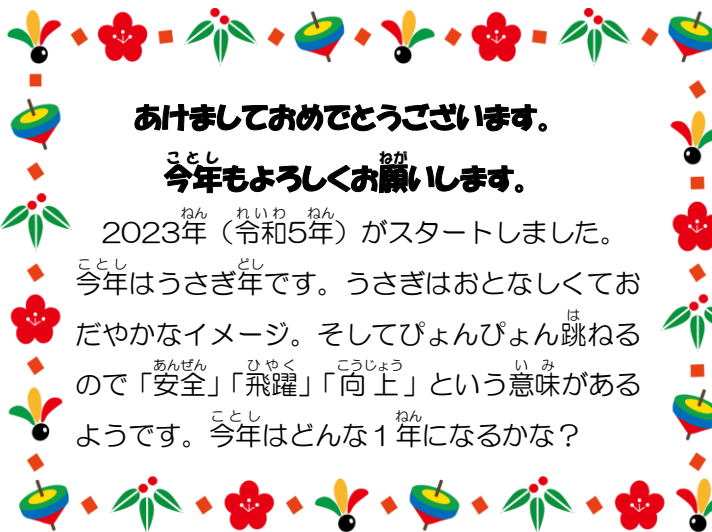 あけましておめでとうございます。
今年もよろしくお願いします。
2023年（令和5年）がスタートしました。
今年はうさぎ年です。うさぎはおとなしくてお
だやかなイメージ。そしてぴょんぴょん跳ねる
ので「安全」「飛躍」「向上」という意味がある
ようです。今年はどんな１年になるかな？